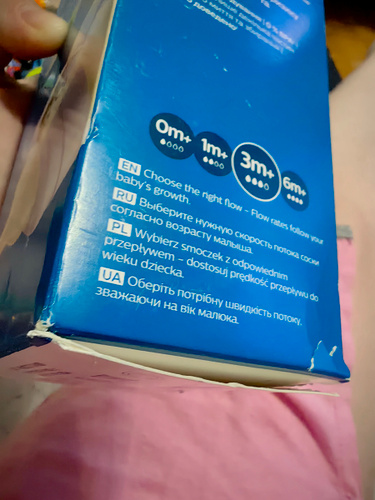 0m+
1m+
3m+
6m+
EN Choose the right flow – Flow rates follow your
baby's growth.
RU Выберите нужную скорость потока соски
согласно возрасту малыша.
PL Wybierz smoczek z odpowiednim
przepływem – dostosuj prędkość przepływu do
wieku dziecka.
UA Оберіть потрібну швидкість потоку,
зважаючи на вік малюка.